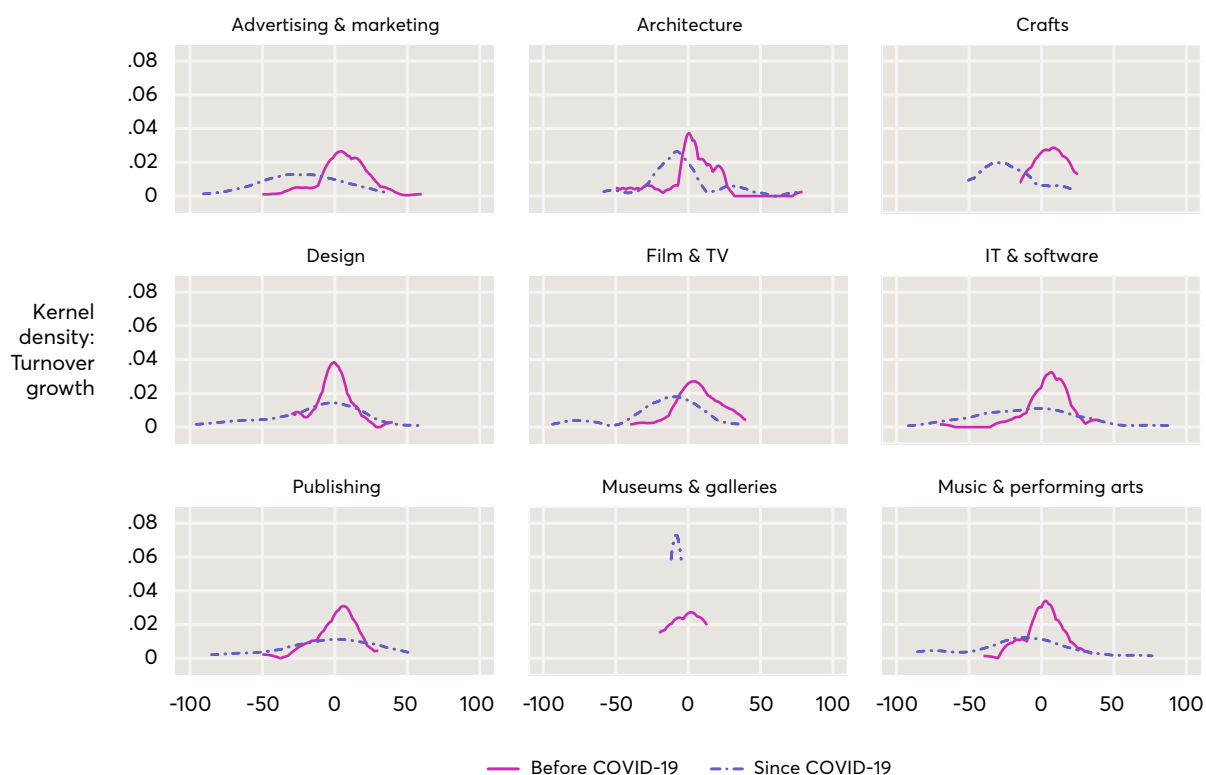 Advertising & marketing
Architecture
Crafts
.08
.06
.04
.02
0
Design
Film & TV
IT & software
Kernel
density:
Turnover
growth
.08
.06
.04
.02
0
Publishing
Museums & galleries
Music & performing arts
.08
.06
.04
.02
0
-100 -50 0 50 100 -100 -50 0 50 100 -100 -50 0 50 100
Before COVID-19 Since COVID-19